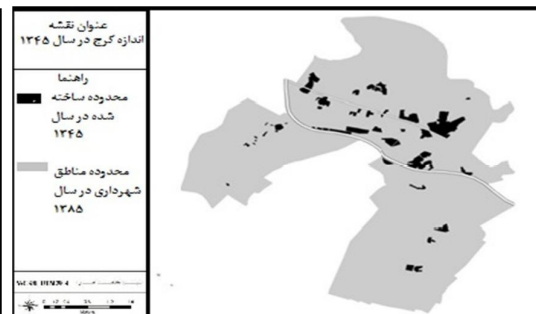 عنوان نقشه
اندازه کرج در سال ۱۳۴۵
راهنما
محدوده ساخته
شده در سال
۱۳۴۵
محدوده مناطق
شهرداری در سال
۱۳۸۵